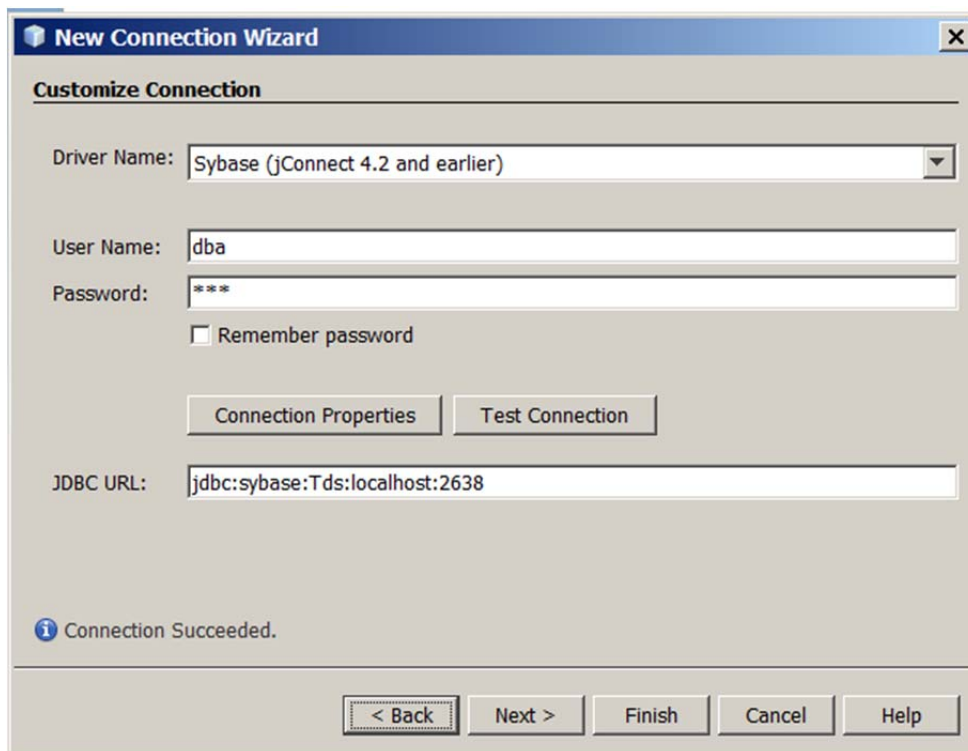 New Connection Wizard
Customize Connection
Driver Name: Sybase (jConnect 4.2 and earlier)
User Name: dba
Password: ***
Remember password
Connection Properties Test Connection
JDBC URL: jdbc:sybase:Tds:localhost:2638
Connection Succeeded.
< Back Next > Finish Cancel Help